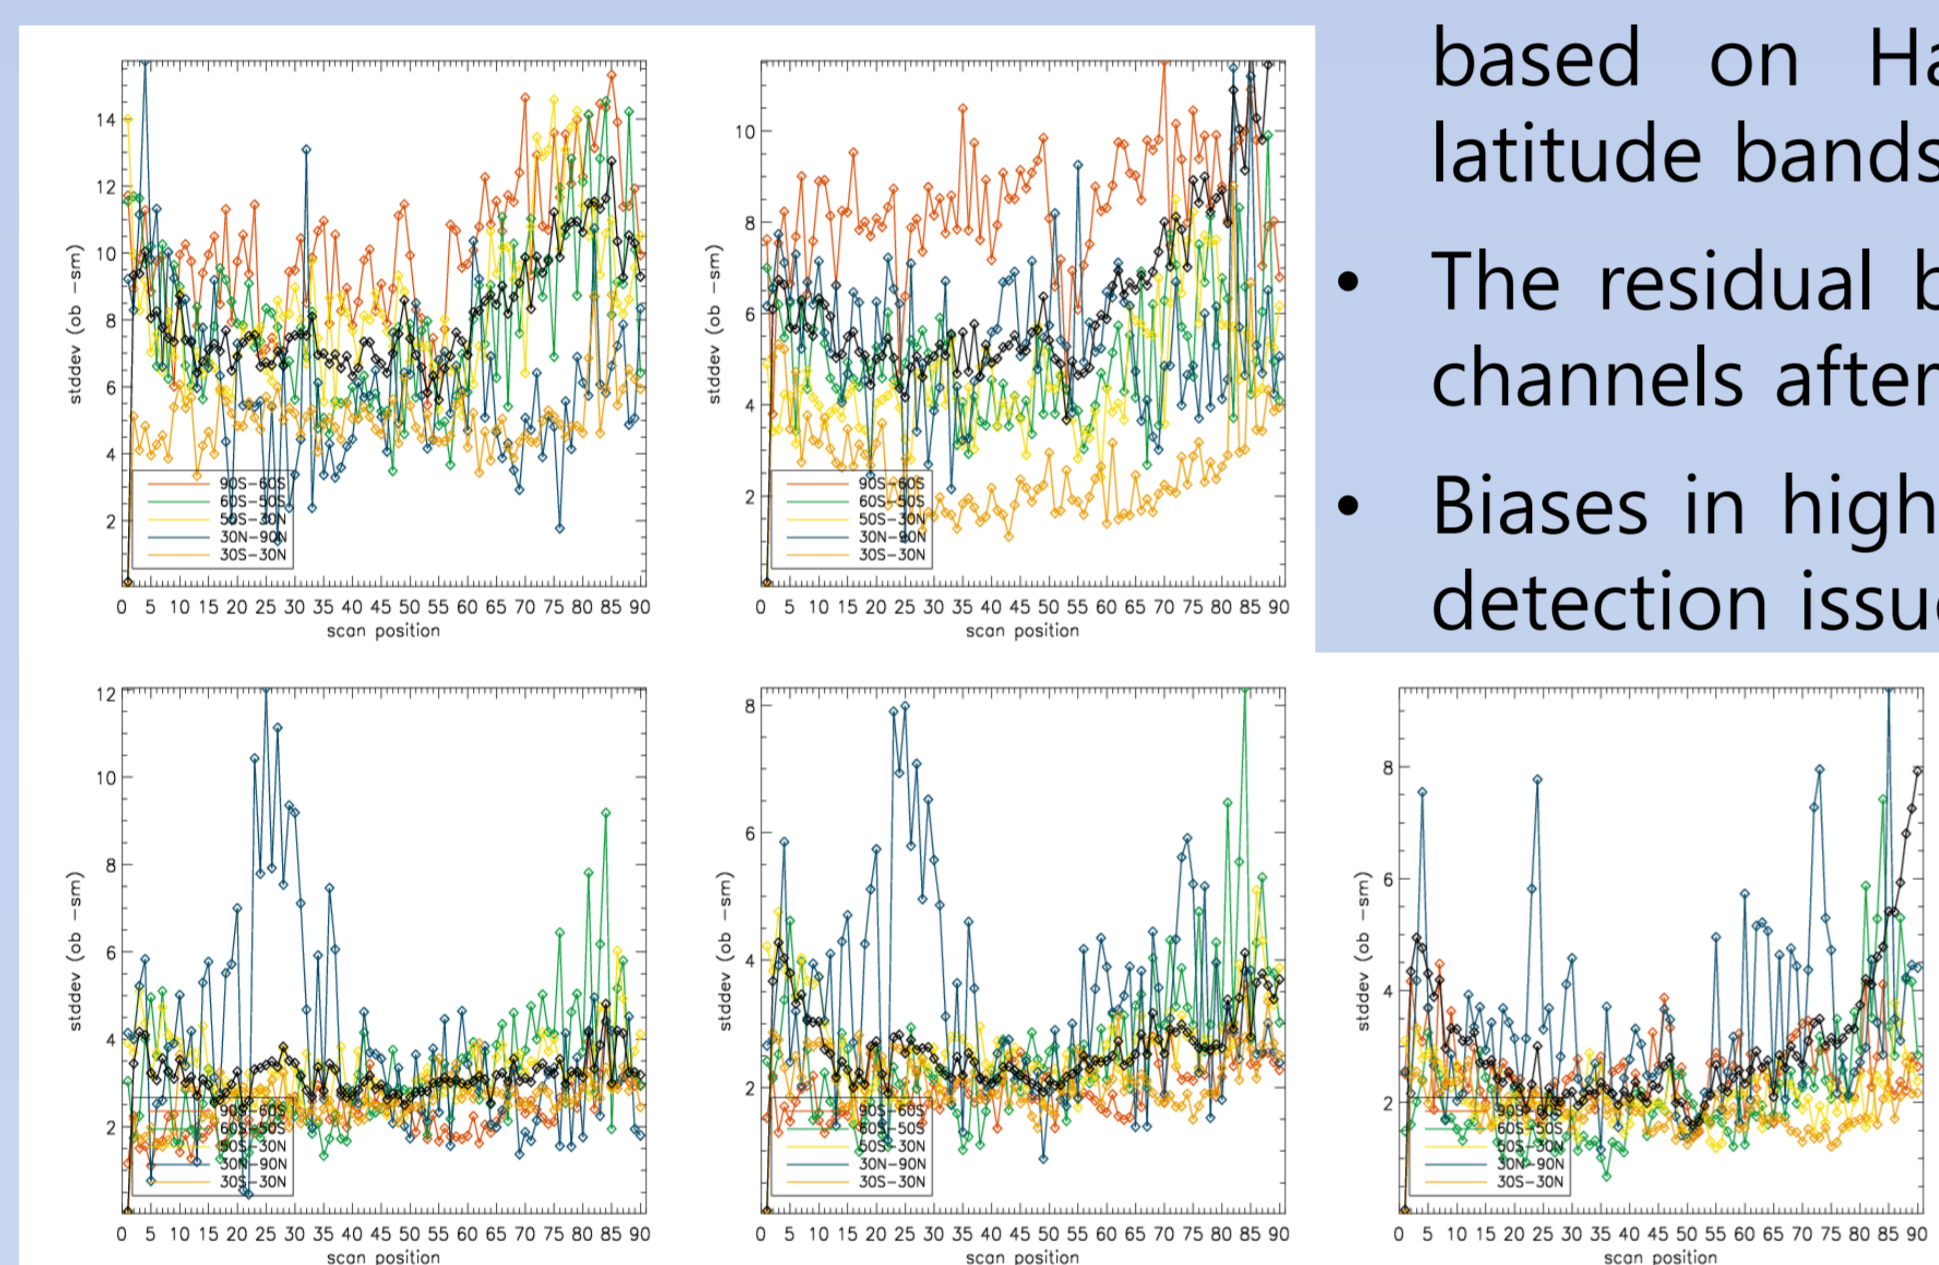 based on Ha
latitude bands
• The residual b
channels after
• Biases in high
detection issue
stddev (ob -sm)
14
12
10
8
6
4
2
90S-60S
60S-50S
50S-30N
30N-90N
30S-30N
0 5 10 15 20 25 30 35 40 45 50 55 60 65 70 75 80 85 90
scan position
stddev (ob -sm)
10
8
6
4
2
90S-60S
60S-50S
50S-30N
30N-90N
30S-30N
0 5 10 15 20 25 30 35 40 45 50 55 60 65 70 75 80 85 90
scan position
stddev (ob -sm)
12
10
8
6
4
2
90S-60S
60S-50S
50S-30N
30N-90N
30S-30N
0 5 10 15 20 25 30 35 40 45 50 55 60 65 70 75 80 85 90
scan position
stddev (ob -sm)
8
6
4
2
90S-60S
60S-50S
50S-30N
30N-90N
30S-30N
0 5 10 15 20 25 30 35 40 45 50 55 60 65 70 75 80 85 90
scan position
stddev (ob -sm)
8
6
4
2
90S-60S
60S-50S
50S-30N
30N-90N
30S-30N
0 5 10 15 20 25 30 35 40 45 50 55 60 65 70 75 80 85 90
scan position